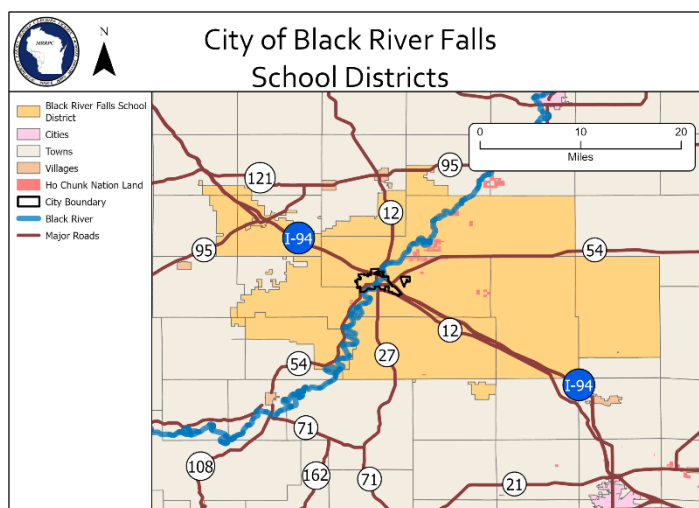 MRRPC
N
City of Black River Falls
School Districts
Black River Falls School
District
Cities
Towns
Villages
Ho Chunk Nation Land
City Boundary
Black River
Major Roads
0 10 20
Miles
121
95
12
I-94
95
54
12
27
54
I-94
71
108
162
71
21